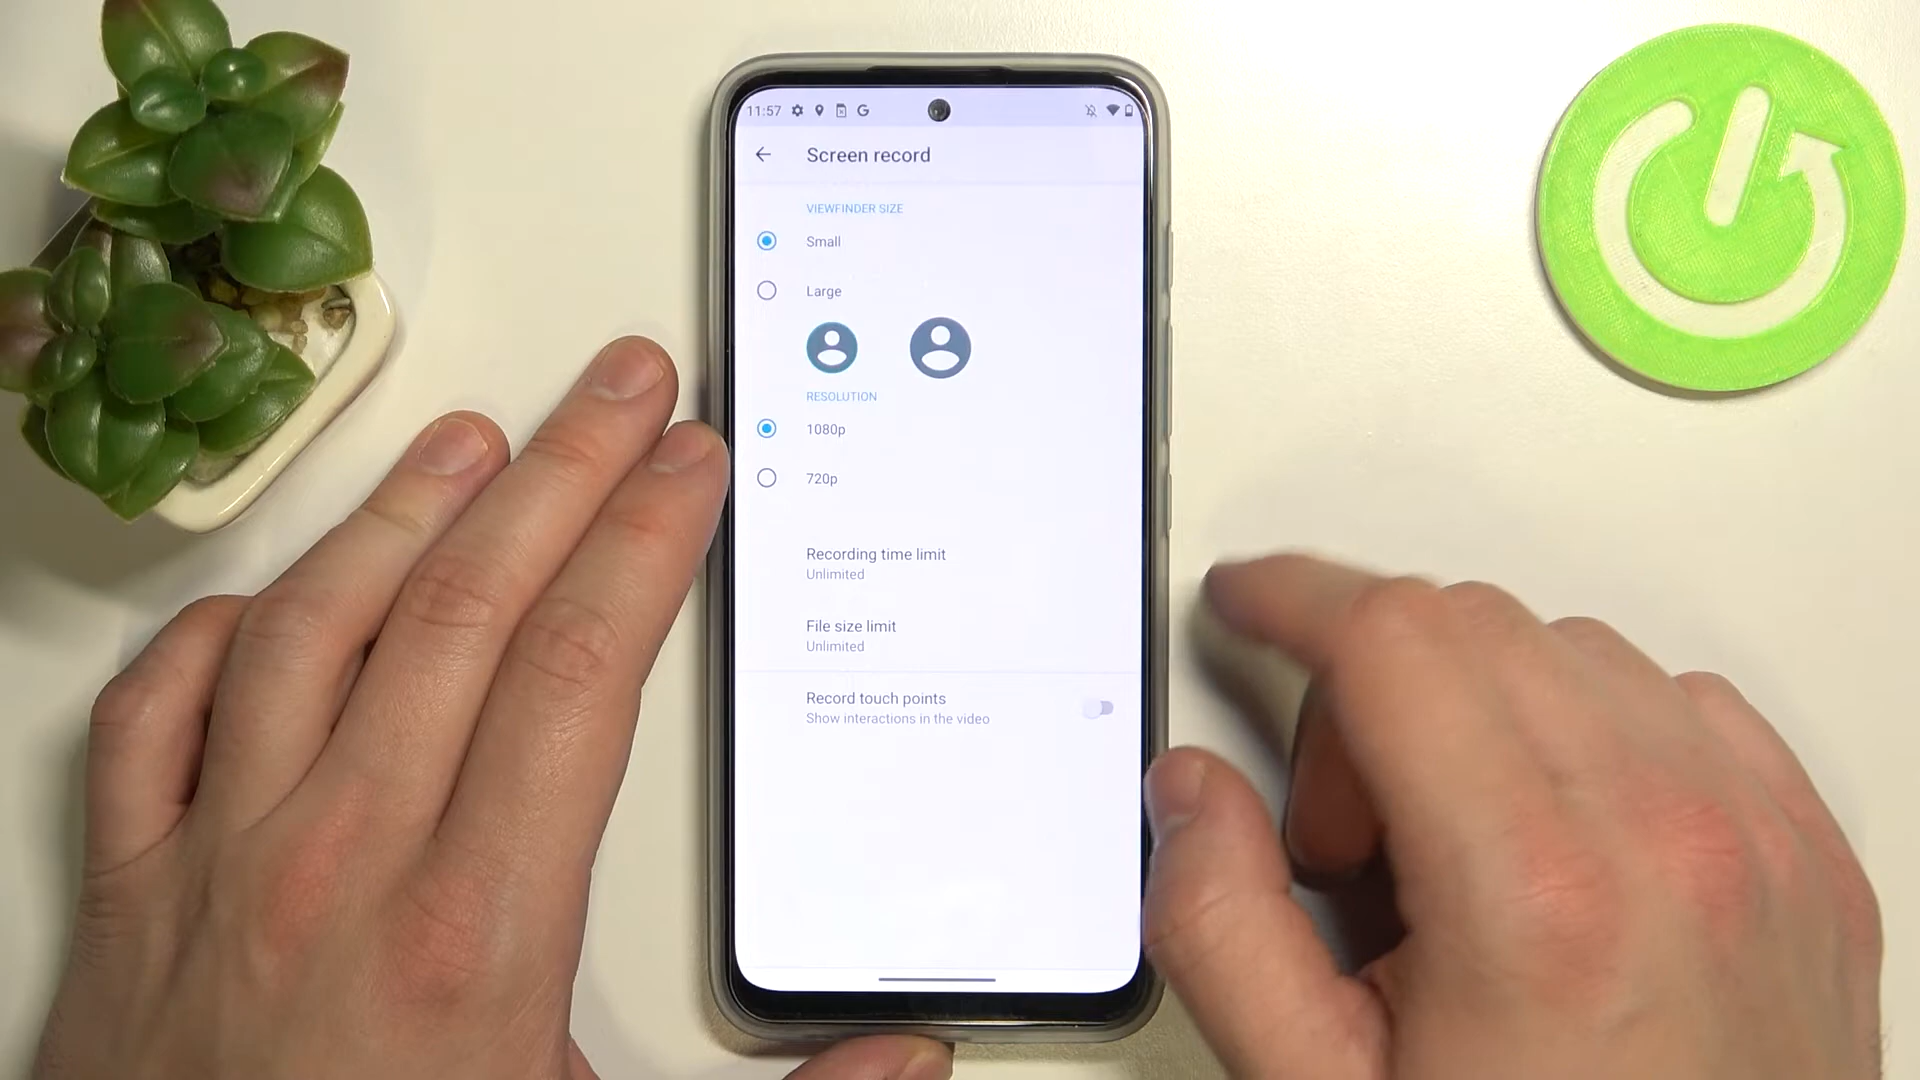 11:57
Screen record
VIEWFINDER SIZE
Small
Large
RESOLUTION
1080p
720p
Recording time limit
Unlimited
File size limit
Unlimited
Record touch points
Show interactions in the video